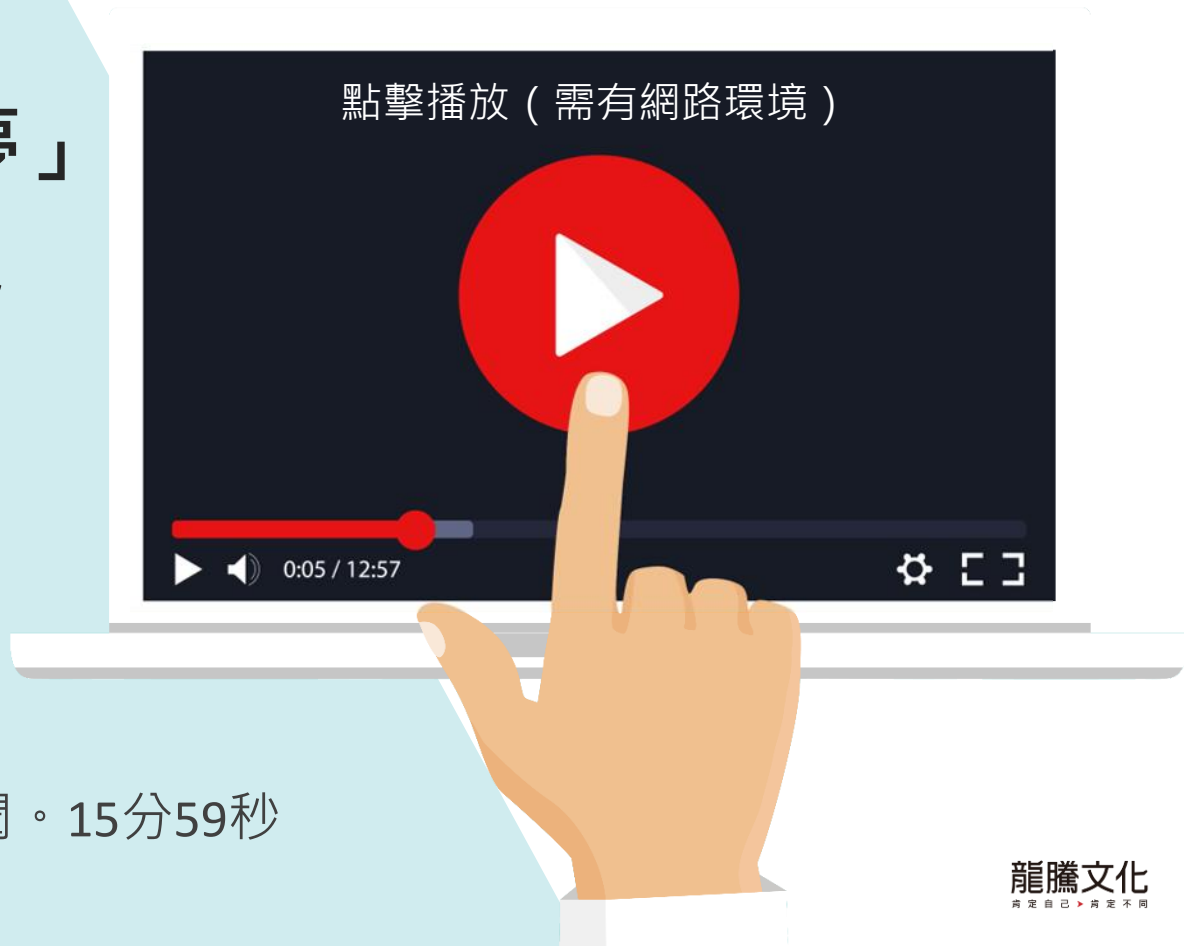 」
點擊播放（需有網路環境）
0:05 / 12:57
。15分59秒
龍騰文化
肯定自己➤肯定不同